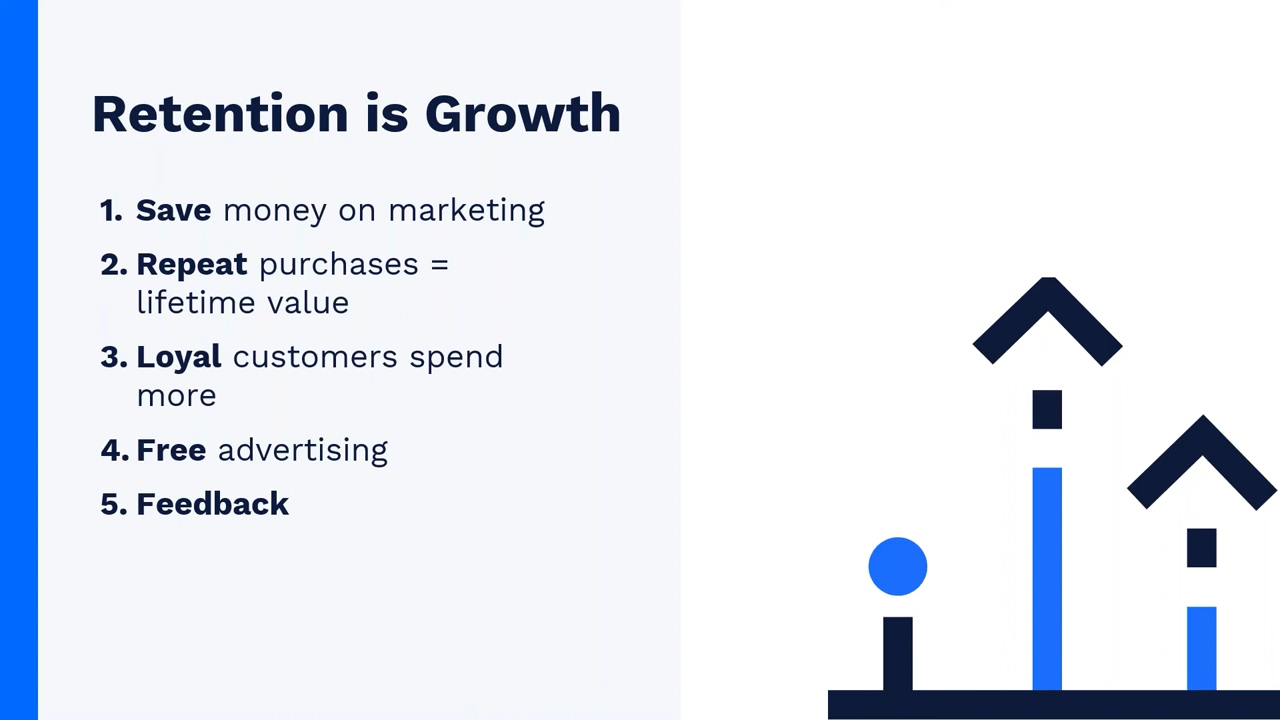 Retention is Growth
1. Save money on marketing
2. Repeat purchases =
lifetime value
3. Loyal customers spend
more
4. Free advertising
5. Feedback